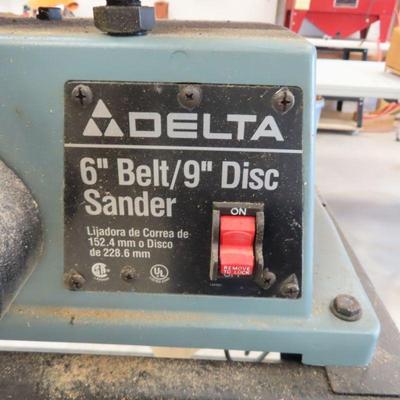 DELTA
6" Belt/9" Disc
Sander
Lijadora de Correa de
152.4 mm o Disco
de 228.6 mm
ON
REMOVE
TO LOCK
UL